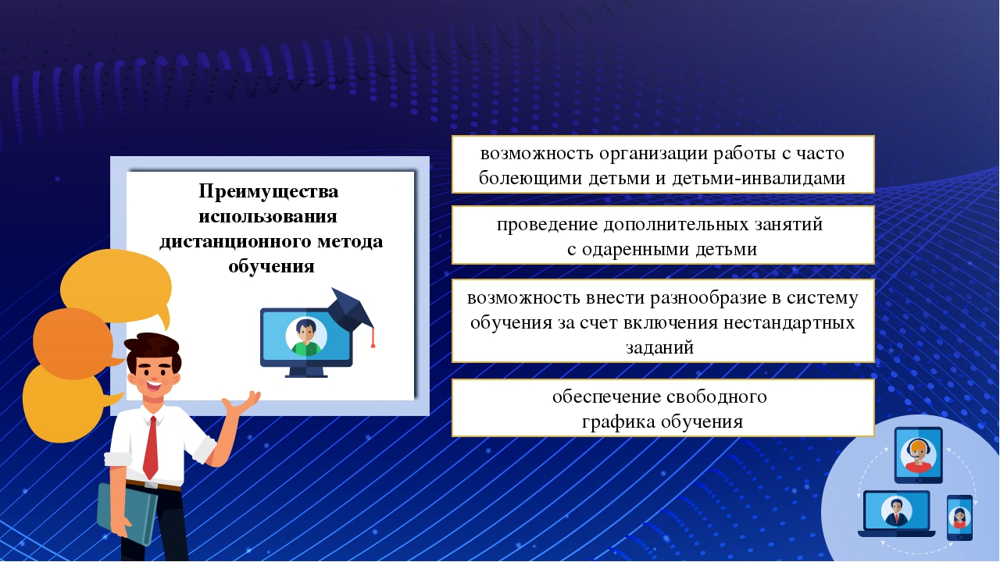 Преимущества
использования
дистанционного метода
обучения
возможность организации работы с часто
болеющими детьми и детьми-инвалидами
проведение дополнительных занятий
с одаренными детьми
возможность внести разнообразие в систему
обучения за счет включения нестандартных
заданий
обеспечение свободного
графика обучения